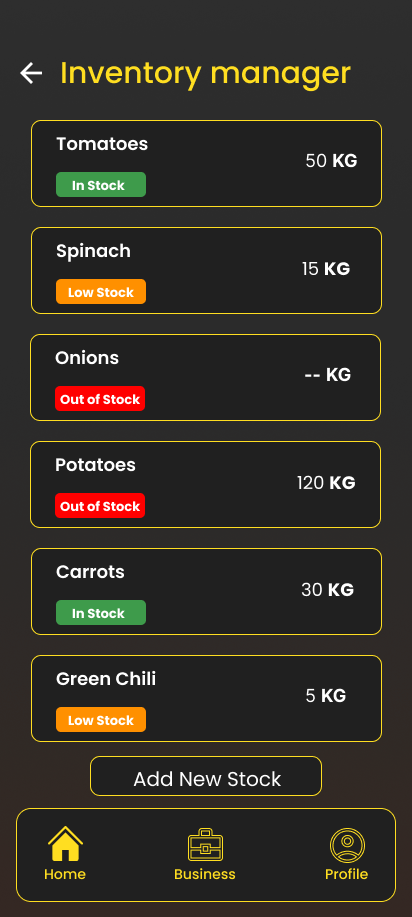 Inventory manager
Tomatoes
50 KG
In Stock
Spinach
15 KG
Low Stock
Onions
-- KG
Out of Stock
Potatoes
120 KG
Out of Stock
Carrots
30 KG
In Stock
Green Chili
5 KG
Low Stock
Add New Stock
Home Business Profile